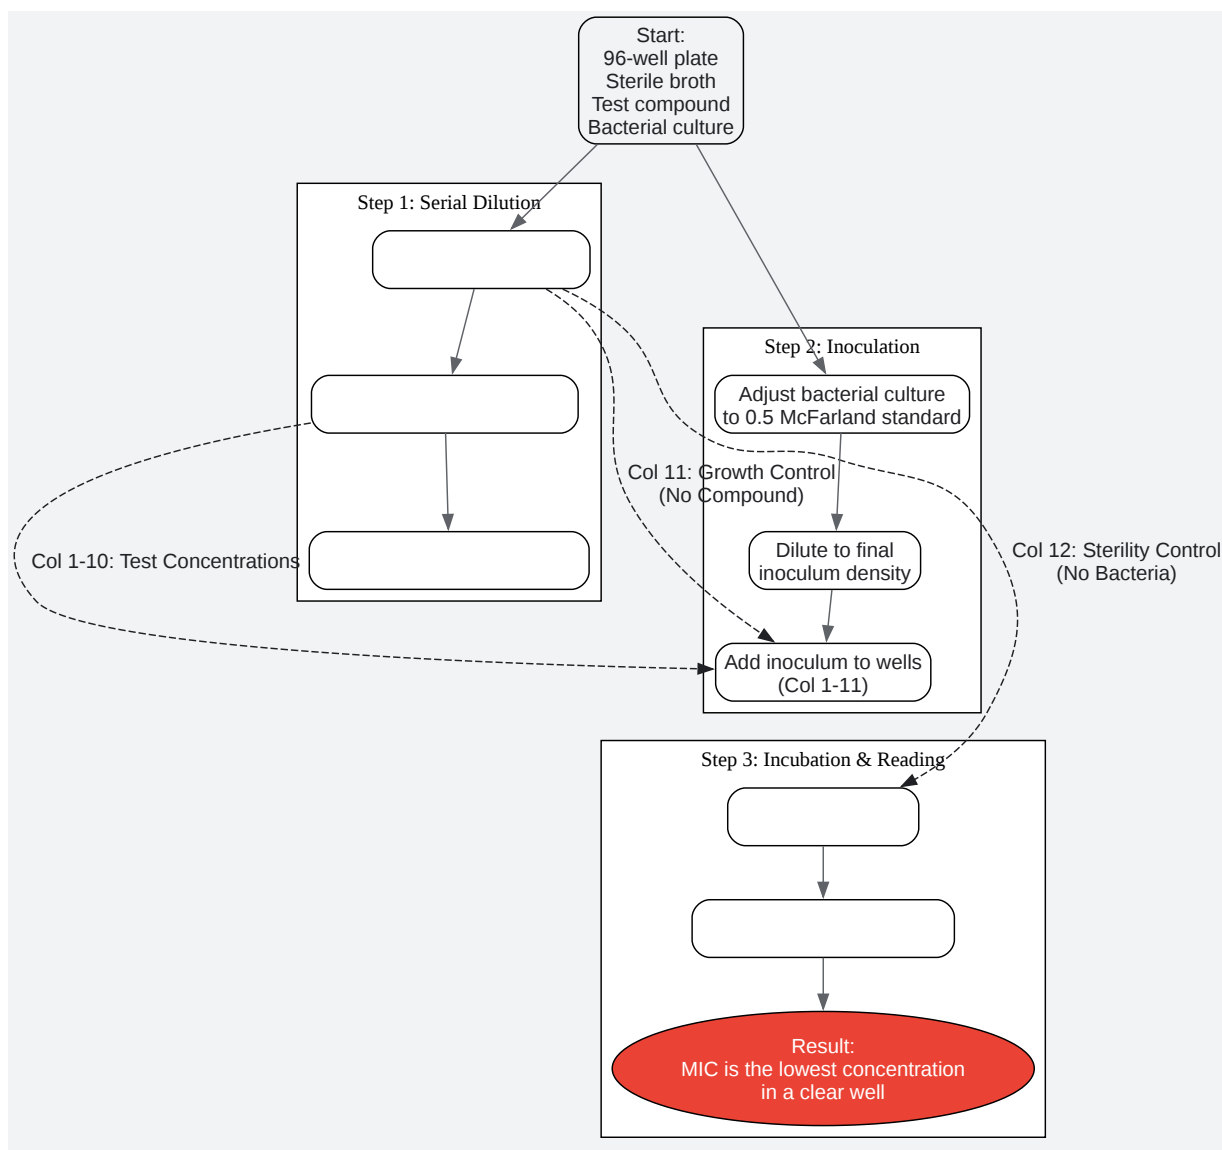 Start:
96-well plate
Sterile broth
Test compound
Bacterial culture
Step 1: Serial Dilution
Step 2: Inoculation
Adjust bacterial culture
to 0.5 McFarland standard
Col 11: Growth Control
(No Compound)
Col 12: Sterility Control
(No Bacteria)
Col 1-10: Test Concentrations
Dilute to final
inoculum density
Add inoculum to wells
(Col 1-11)
Step 3: Incubation & Reading
Result:
MIC is the lowest concentration
in a clear well